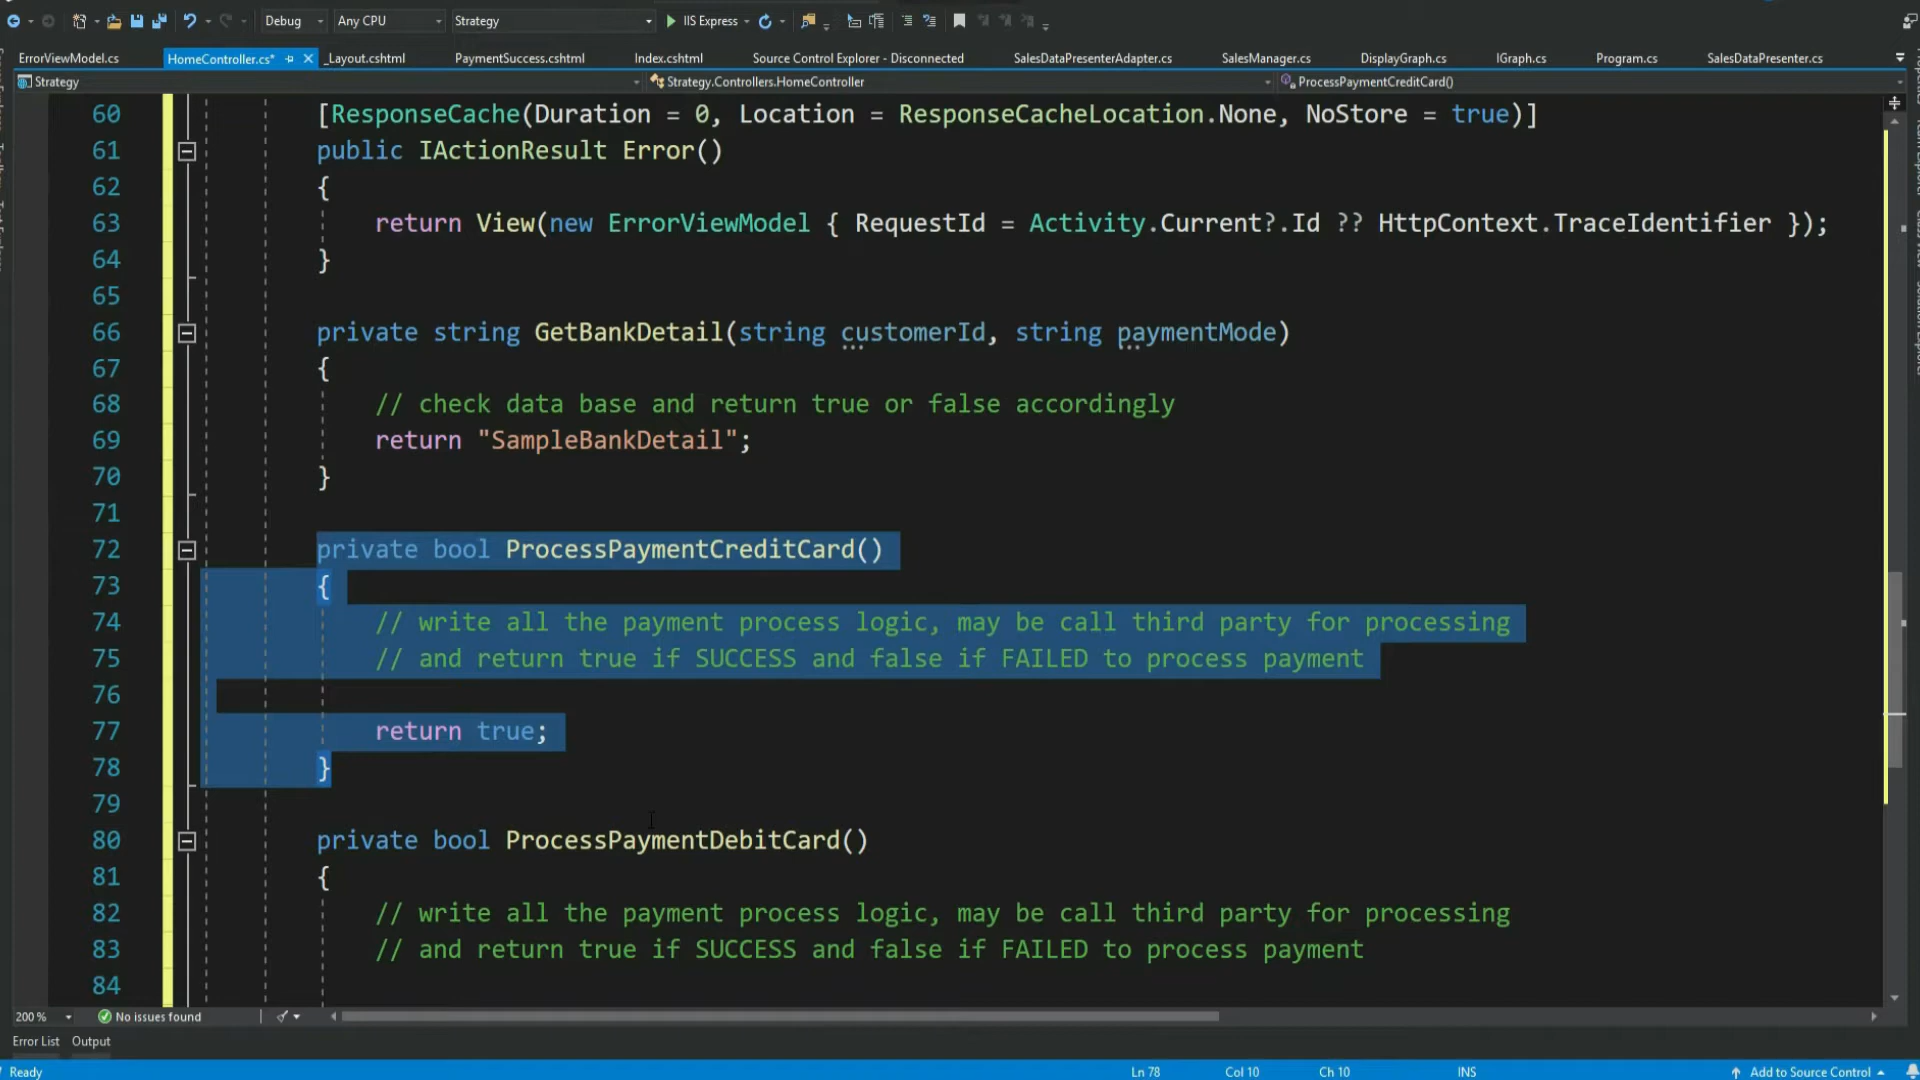 Debug Any CPU Strategy IIS Express
ErrorViewModel.cs HomeController.cs* _Layout.cshtml PaymentSuccess.cshtml Index.cshtml Source Control Explorer - Disconnected SalesDataPresenterAdapter.cs SalesManager.cs DisplayGraph.cs IGraph.cs Program.cs SalesDataPresenter.cs
Strategy Strategy.Controllers.HomeController ProcessPaymentCreditCard()
60 [ResponseCache(Duration = 0, Location = ResponseCacheLocation.None, NoStore = true)]
61 public IActionResult Error()
62 {
63 return View(new ErrorViewModel { RequestId = Activity.Current?.Id ?? HttpContext.TraceIdentifier });
64 }
65
66 private string GetBankDetail(string customerId, string paymentMode)
67 {
68 // check data base and return true or false accordingly
69 return "SampleBankDetail";
70 }
71
72 private bool ProcessPaymentCreditCard()
73 {
74 // write all the payment process logic, may be call third party for processing
75 // and return true if SUCCESS and false if FAILED to process payment
76
77 return true;
78 }
79
80 private bool ProcessPaymentDebitCard()
81 {
82 // write all the payment process logic, may be call third party for processing
83 // and return true if SUCCESS and false if FAILED to process payment
84
200 % No issues found
Error List Output
Ready Ln 78 Col 10 Ch 10 INS Add to Source Control